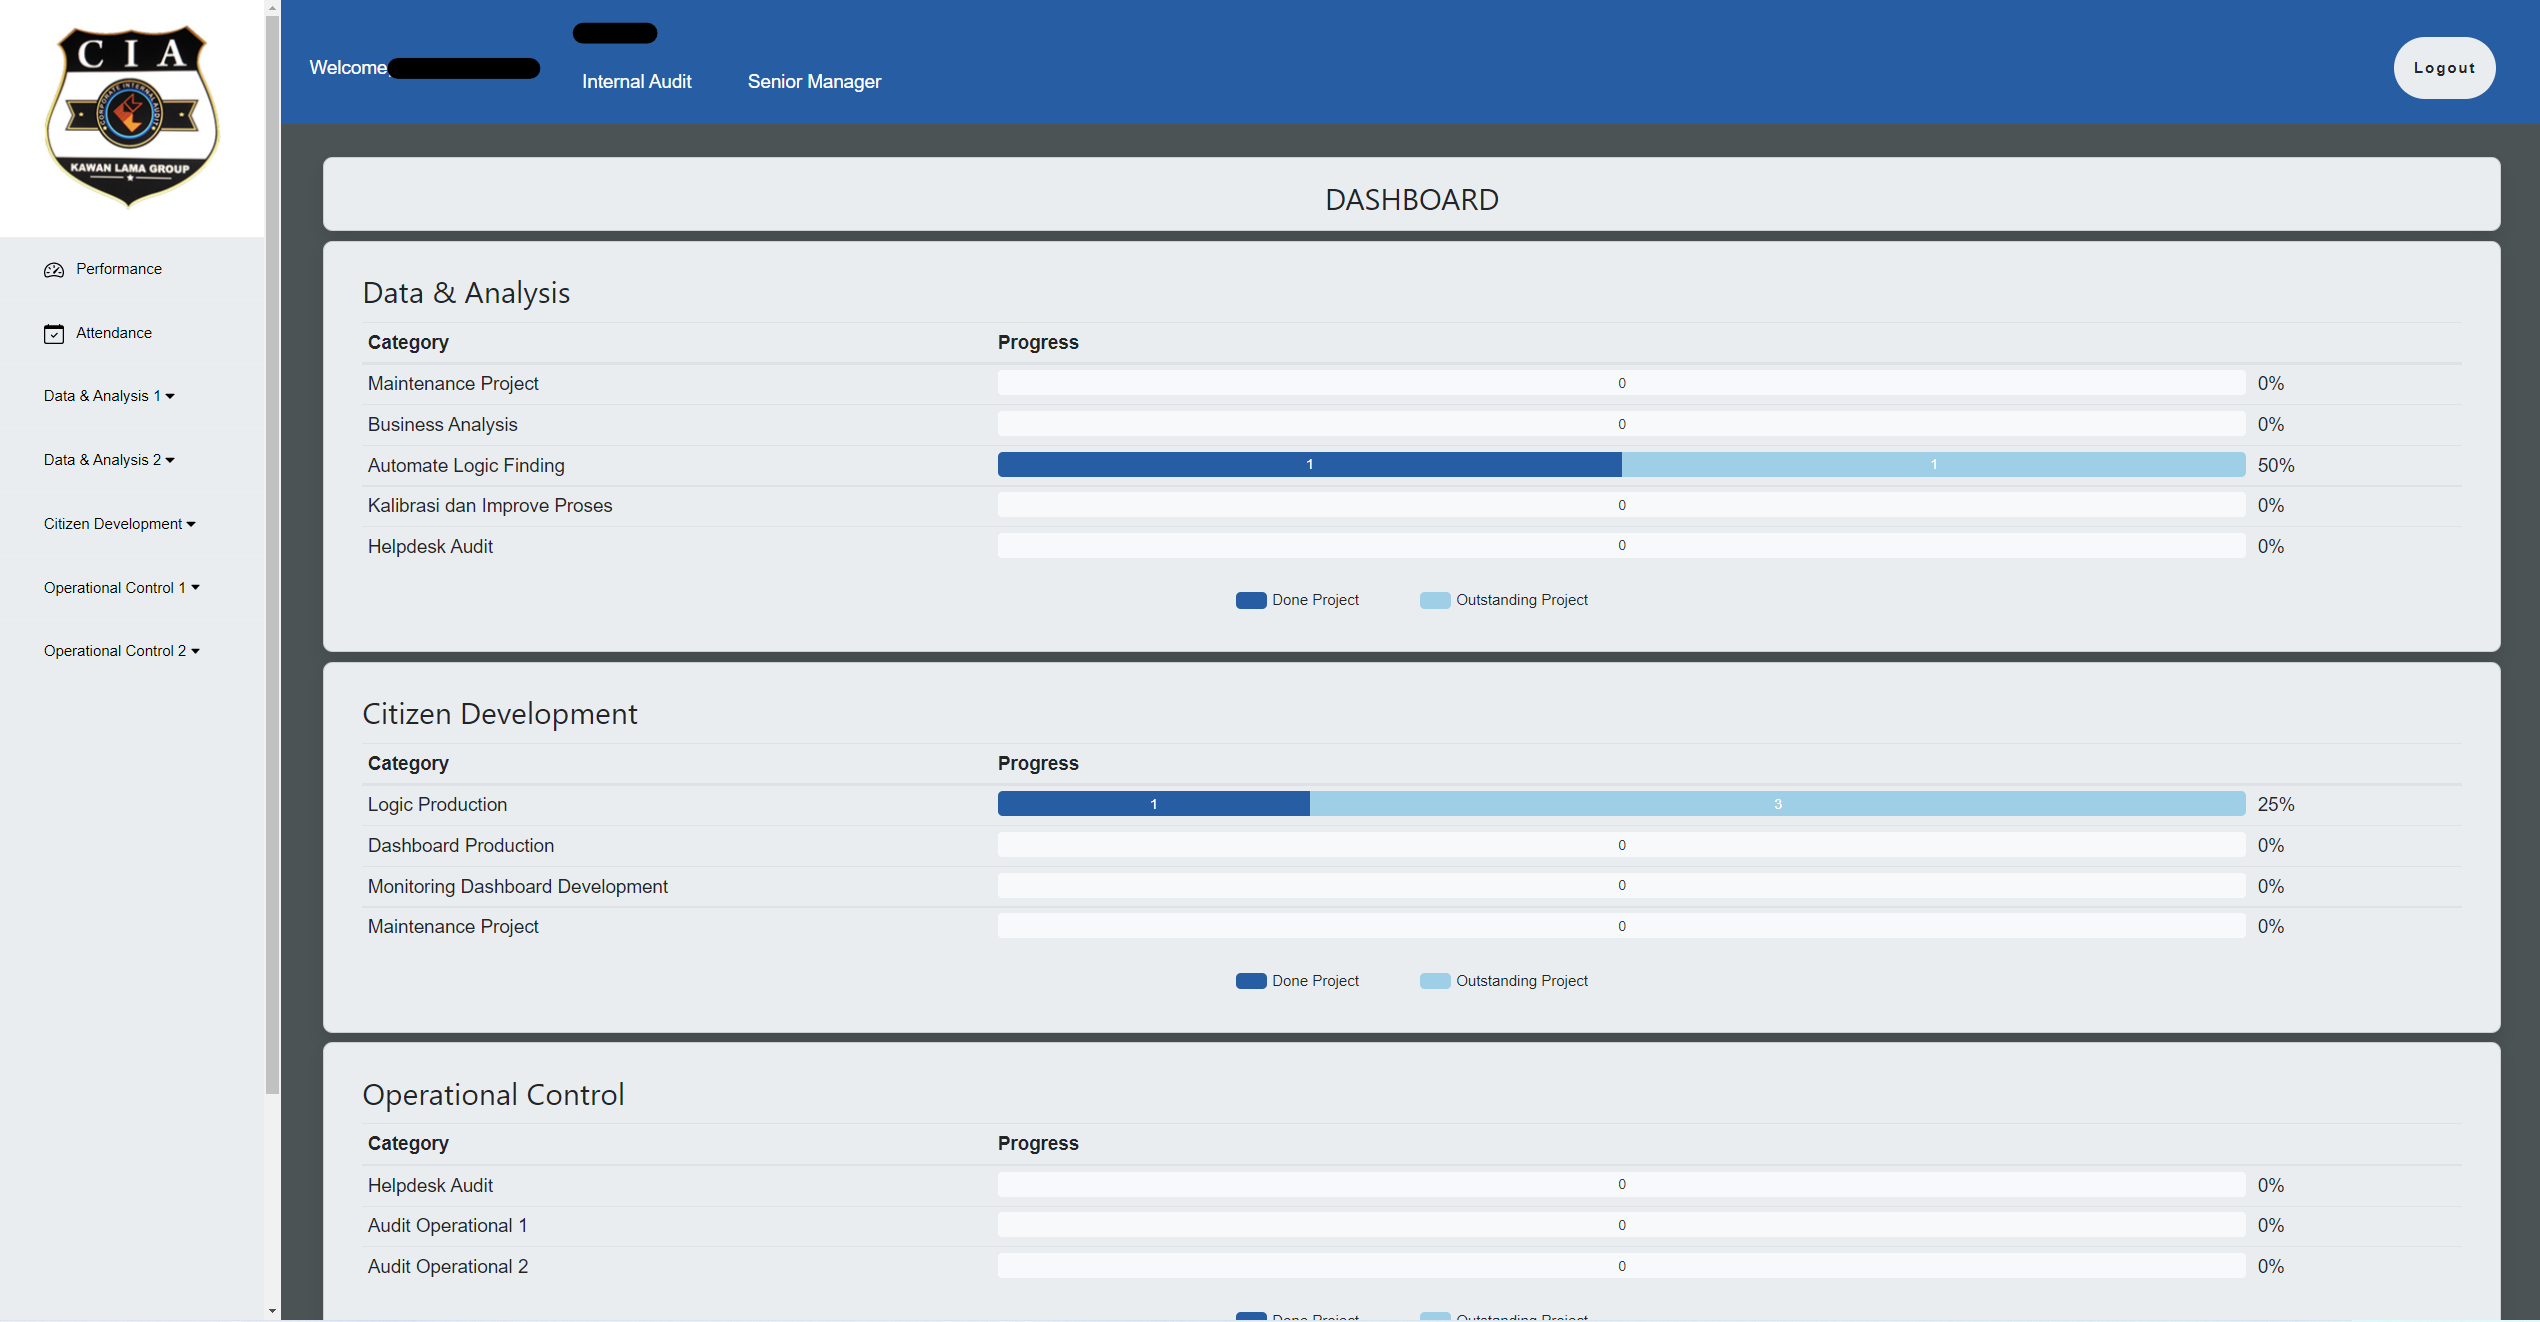 C I A
CORPORATE INTERNAL AUDIT
KAWAN LAMA GROUP
Performance
Attendance
Data & Analysis 1
Data & Analysis 2
Citizen Development
Operational Control 1
Operational Control 2
Welcome
Internal Audit Senior Manager
Logout
DASHBOARD
Data & Analysis
Category Progress
Maintenance Project 0 0%
Business Analysis 0 0%
Automate Logic Finding 1 1 50%
Kalibrasi dan Improve Proses 0 0%
Helpdesk Audit 0 0%
Done Project Outstanding Project
Citizen Development
Category Progress
Logic Production 1 3 25%
Dashboard Production 0 0%
Monitoring Dashboard Development 0 0%
Maintenance Project 0 0%
Done Project Outstanding Project
Operational Control
Category Progress
Helpdesk Audit 0 0%
Audit Operational 1 0 0%
Audit Operational 2 0 0%
Done Project Outstanding Project